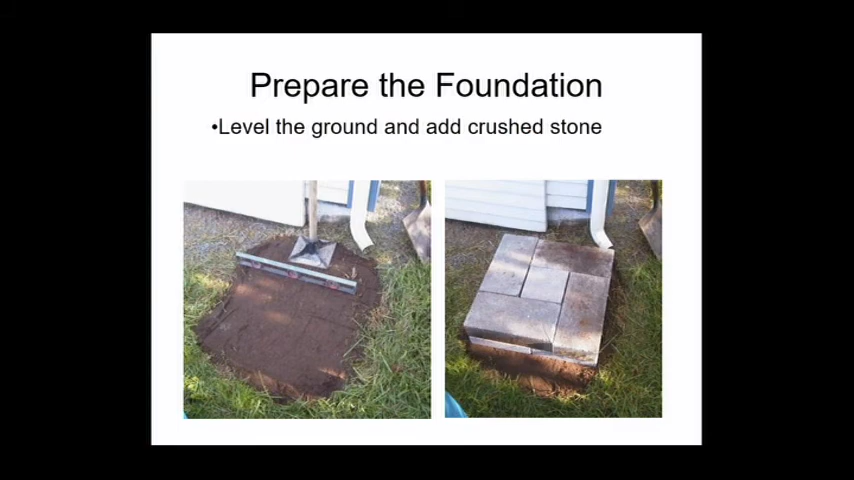 Prepare the Foundation
•Level the ground and add crushed stone